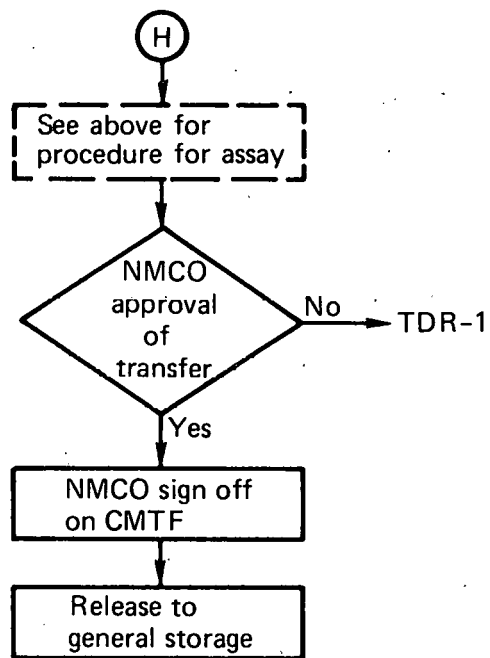 H
See above for
procedure for assay
NMCO
approval
of
transfer
No
TDR-1
Yes
NMCO sign off
on CMTF
Release to
general storage